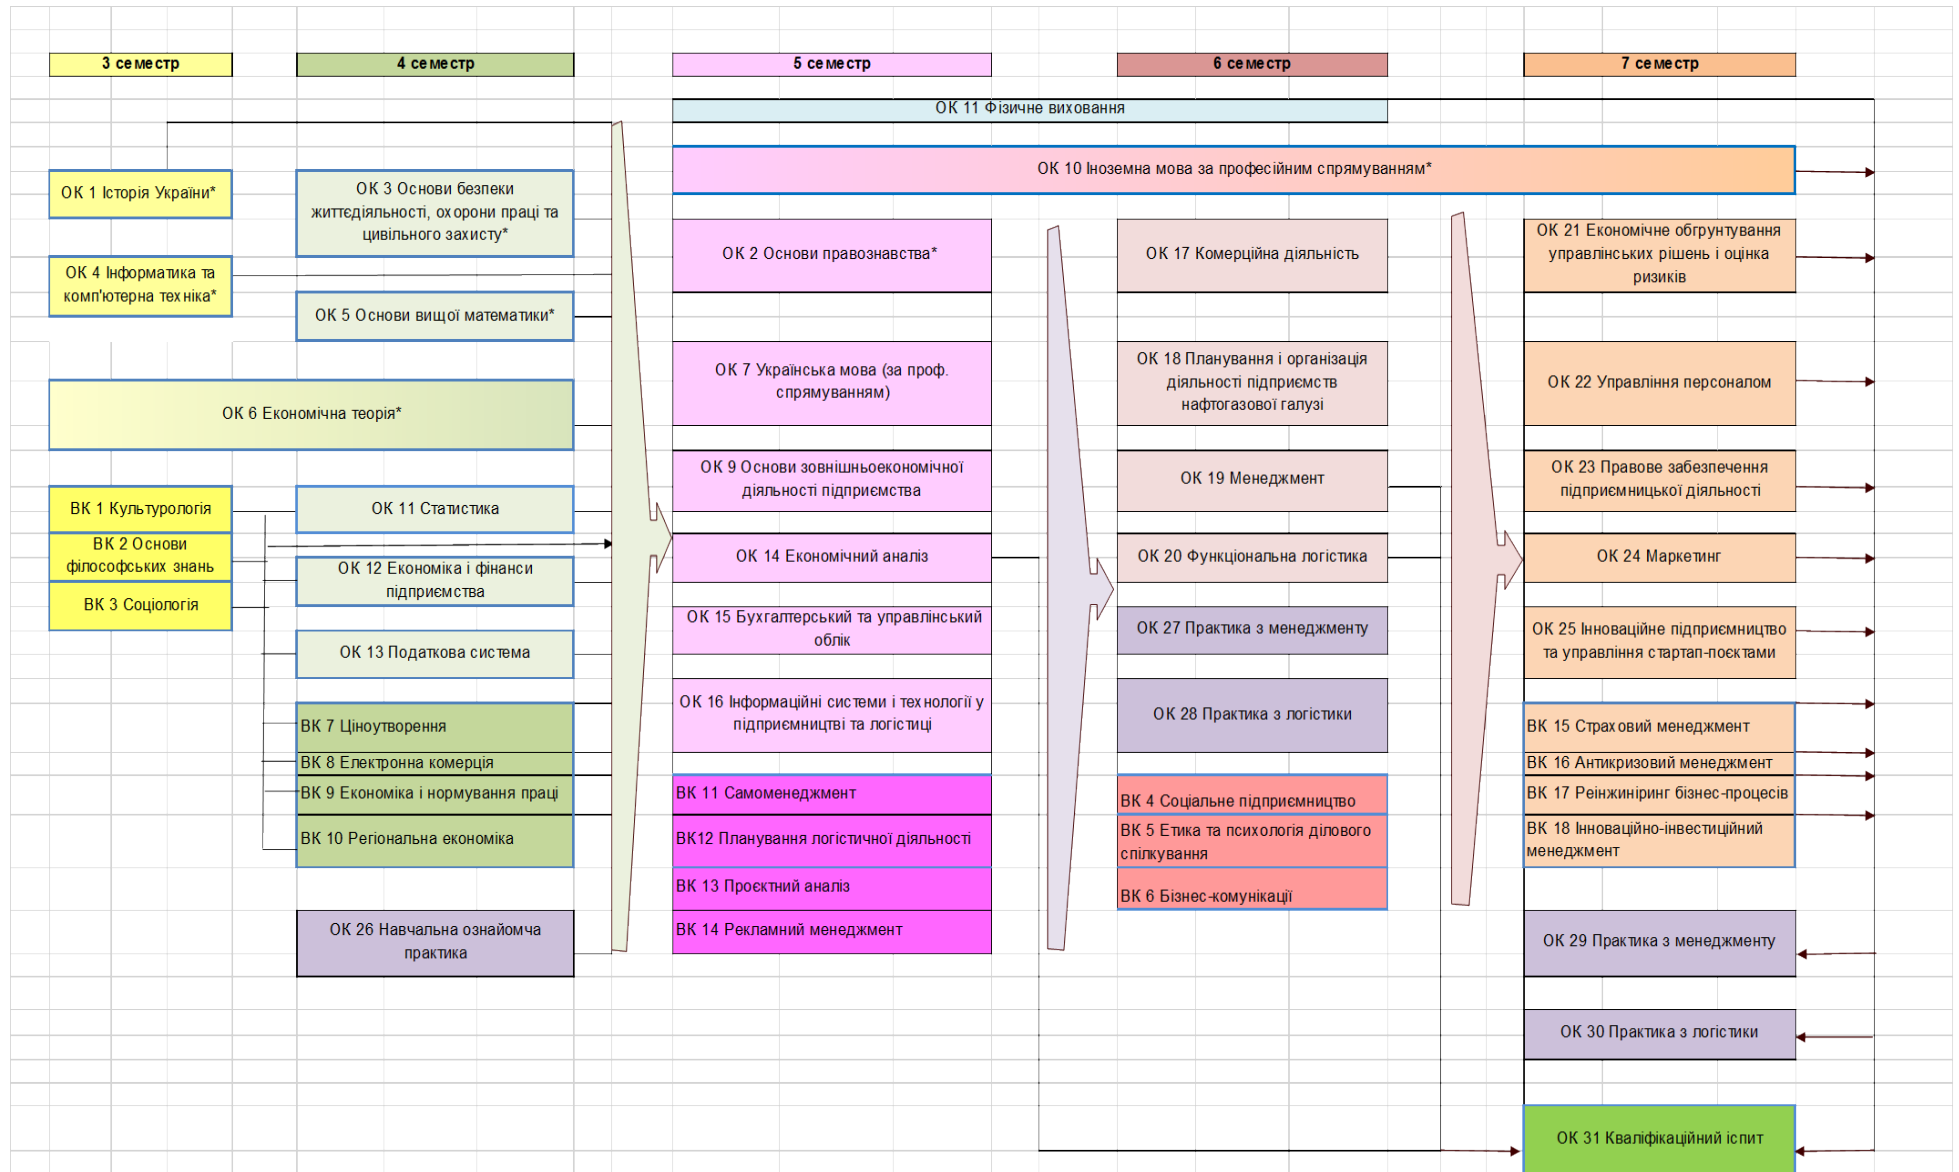 3 семестр
4 семестр
5 семестр
6 семестр
7 семестр
ОК 11 Фізичне виховання
ОК 10 Іноземна мова за професійним спрямуванням*
ОК 1 Історія України*
ОК 4 Інформатика та
комп'ютерна техніка*
ОК 6 Економічна теорія*
ВК 1 Культурологія
ВК 2 Основи
філософських знань
ВК 3 Соціологія
ОК 3 Основи безпеки
життєдіяльності, охорони праці та
цивільного захисту*
ОК 5 Основи вищої математики*
ОК 11 Статистика
ОК 12 Економіка і фінанси
підприємства
ОК 13 Податкова система
ВК 7 Ціноутворення
ВК 8 Електронна комерція
ВК 9 Економіка і нормування праці
ВК 10 Регіональна економіка
ОК 26 Навчальна ознайомча
практика
ОК 2 Основи правознавства*
ОК 7 Українська мова (за проф.
спрямуванням)
ОК 9 Основи зовнішньоекономічної
діяльності підприємства
ОК 14 Економічний аналіз
ОК 15 Бухгалтерський та управлінський
облік
ОК 16 Інформаційні системи і технології у
підприємництві та логістиці
ВК 11 Самоменеджмент
ВК12 Планування логістичної діяльності
ВК 13 Проєктний аналіз
ВК 14 Рекламний менеджмент
ОК 17 Комерційна діяльність
ОК 18 Планування і організація
діяльності підприємств
нафтогазової галузі
ОК 19 Менеджмент
ОК 20 Функціональна логістика
ОК 27 Практика з менеджменту
ОК 28 Практика з логістики
ВК 4 Соціальне підприємництво
ВК 5 Етика та психологія ділового
спілкування
ВК 6 Бізнес-комунікації
ОК 21 Економічне обгрунтування
управлінських рішень і оцінка
ризиків
ОК 22 Управління персоналом
ОК 23 Правове забезпечення
підприємницької діяльності
ОК 24 Маркетинг
ОК 25 Інноваційне підприємництво
та управління стартап-поєктами
ВК 15 Страховий менеджмент
ВК 16 Антикризовий менеджмент
ВК 17 Реінжиніринг бізнес-процесів
ВК 18 Інноваційно-інвестиційний
менеджмент
ОК 29 Практика з менеджменту
ОК 30 Практика з логістики
ОК 31 Кваліфікаційний іспит